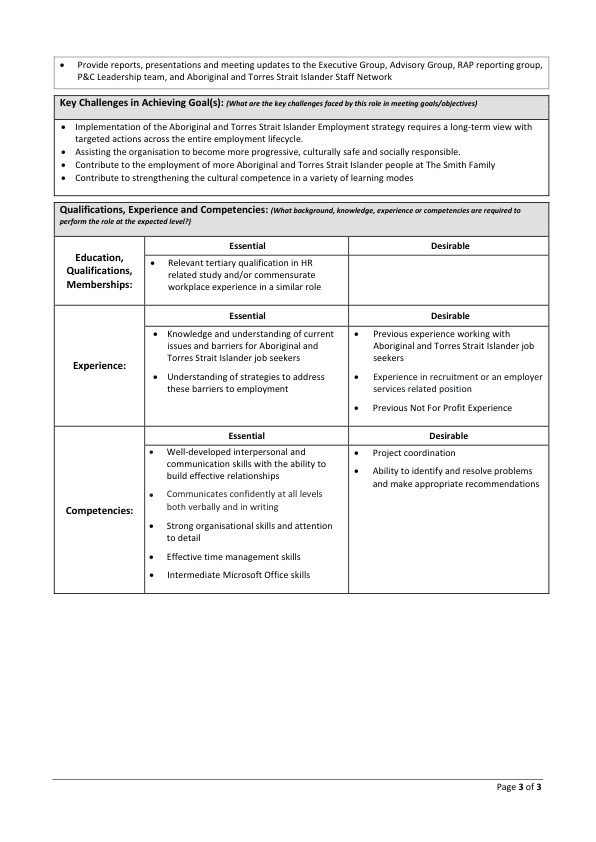 • Provide reports, presentations and meeting updates to the Executive Group, Advisory Group, RAP reporting group,
P&C Leadership team, and Aboriginal and Torres Strait Islander Staff Network
Key Challenges in Achieving Goal(s): (What are the key challenges faced by this role in meeting goals/objectives)
• Implementation of the Aboriginal and Torres Strait Islander Employment strategy requires a long-term view with
targeted actions across the entire employment lifecycle.
• Assisting the organisation to become more progressive, culturally safe and socially responsible.
• Contribute to the employment of more Aboriginal and Torres Strait Islander people at The Smith Family
• Contribute to strengthening the cultural competence in a variety of learning modes
Qualifications, Experience and Competencies: (What background, knowledge, experience or competencies are required to
perform the role at the expected level?)
Education,
Qualifications,
Memberships:
Essential
Desirable
• Relevant tertiary qualification in HR
related study and/or commensurate
workplace experience in a similar role
Experience:
Essential
Desirable
• Knowledge and understanding of current
issues and barriers for Aboriginal and
Torres Strait Islander job seekers
• Understanding of strategies to address
these barriers to employment
• Previous experience working with
Aboriginal and Torres Strait Islander job
seekers
• Experience in recruitment or an employer
services related position
• Previous Not For Profit Experience
Competencies:
Essential
Desirable
• Well-developed interpersonal and
communication skills with the ability to
build effective relationships
• Communicates confidently at all levels
both verbally and in writing
• Strong organisational skills and attention
to detail
• Effective time management skills
• Intermediate Microsoft Office skills
• Project coordination
• Ability to identify and resolve problems
and make appropriate recommendations
Page 3 of 3